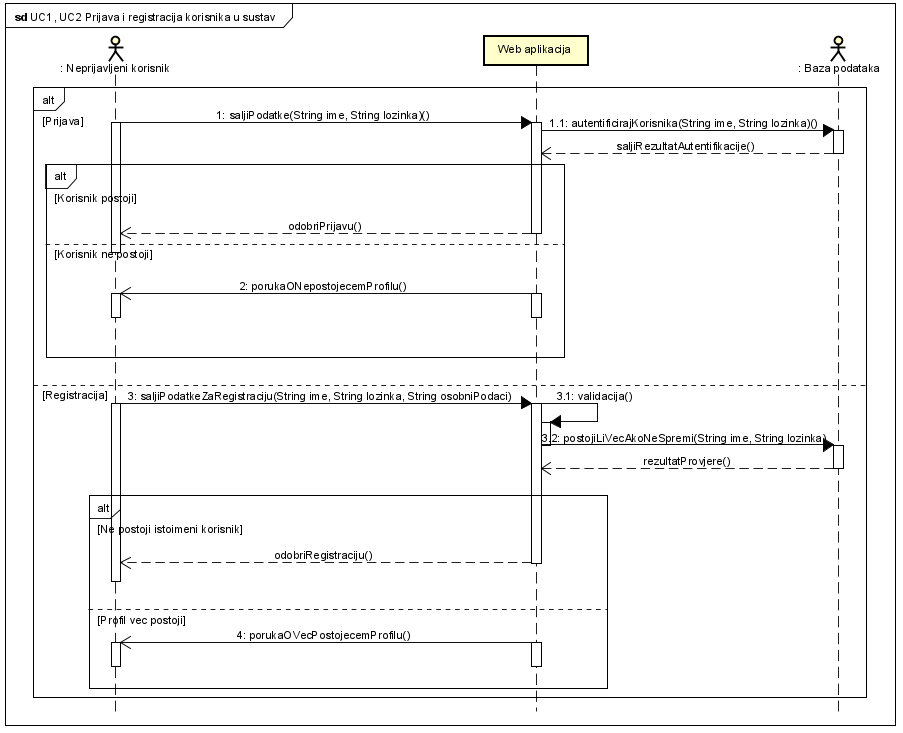 sd UC1, UC2 Prijava i registracija korisnika u sustav
: Neprijavljeni korisnik
Web aplikacija
: Baza podataka
alt
[Prijava]
1: saljiPodatke(String ime, String lozinka)()
1.1: autentificirajKorisnika(String ime, String lozinka)()
saljiRezultatAutentifikacije()
alt
[Korisnik postoji]
odobriPrijavu()
[Korisnik ne postoji]
2: porukaONepostojecemProfilu()
[Registracija]
3: saljiPodatkeZaRegistraciju(String ime, String lozinka, String osobniPodaci)
3.1: validacija()
3.2: postojiLiVecAkoNeSpremi(String ime, String lozinka)
rezultatProvjere()
alt
[Ne postoji istoimeni korisnik]
odobriRegistraciju()
[Profil vec postoji]
4: porukaOVecPostojecemProfilu()